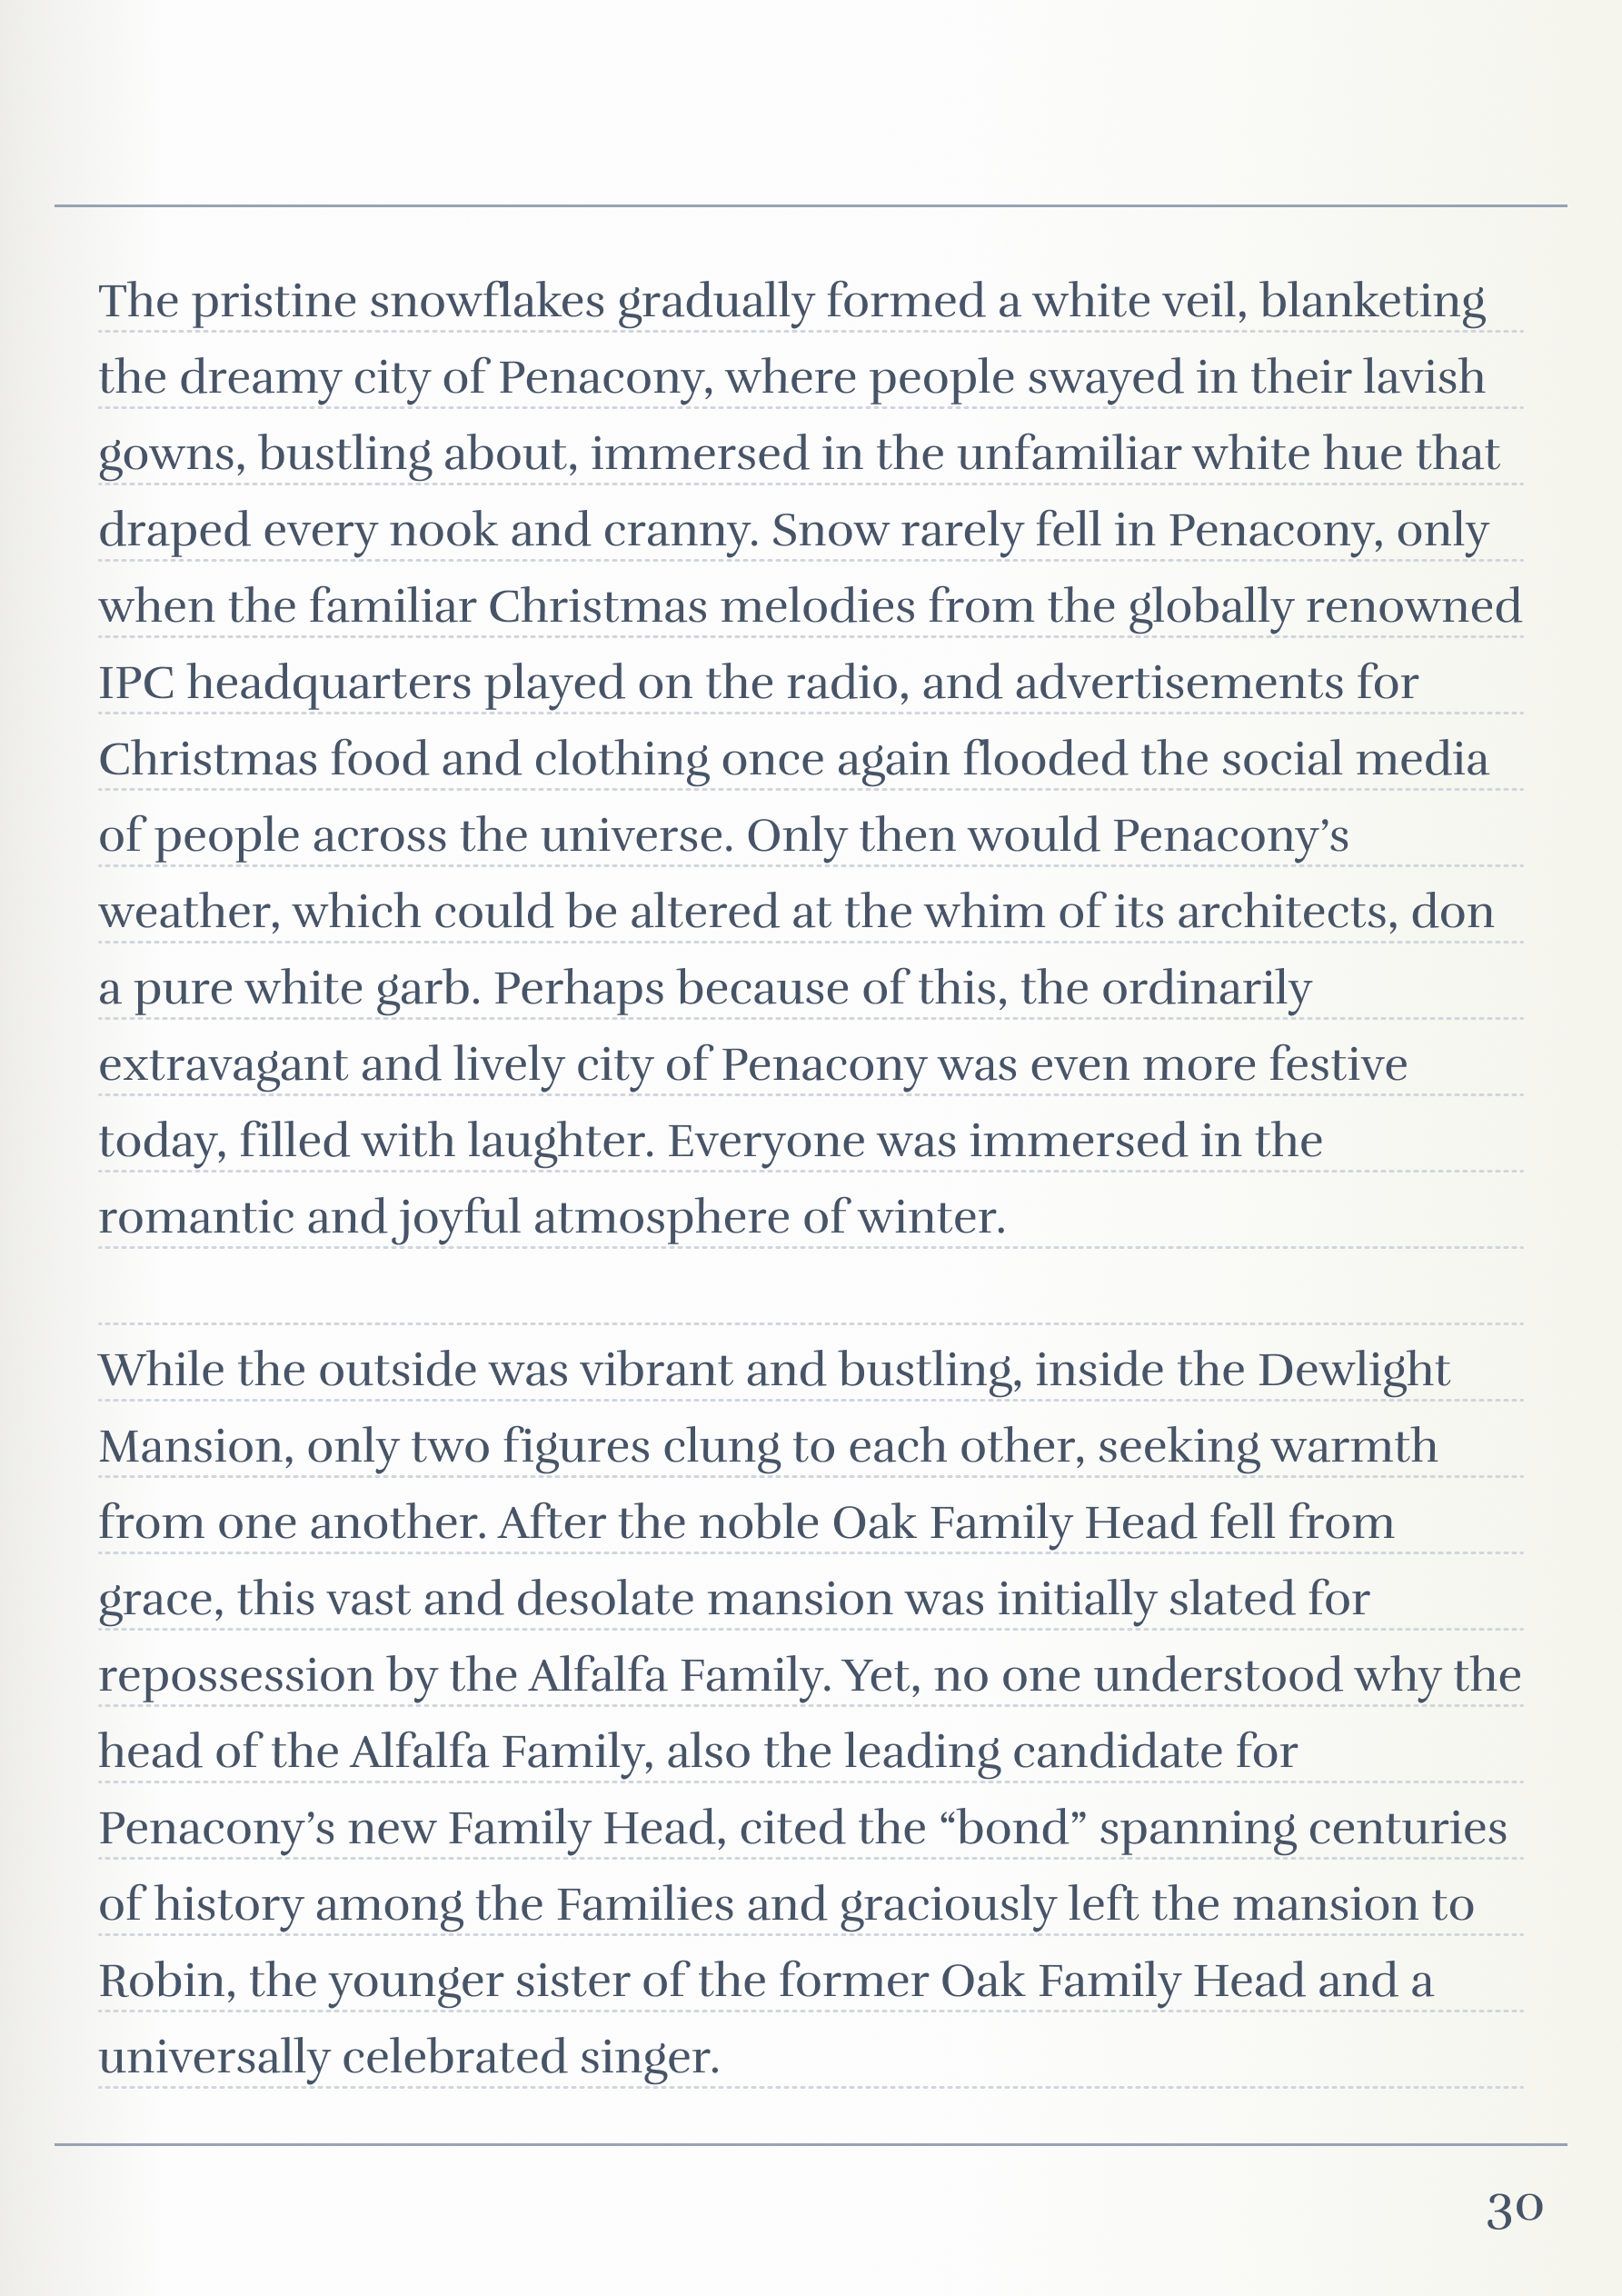 The pristine snowflakes gradually formed a white veil, blanketing
the dreamy city of Penacony, where people swayed in their lavish
gowns, bustling about, immersed in the unfamiliar white hue that
draped every nook and cranny. Snow rarely fell in Penacony, only
when the familiar Christmas melodies from the globally renowned
IPC headquarters played on the radio, and advertisements for
Christmas food and clothing once again flooded the social media
of people across the universe. Only then would Penacony’s
weather, which could be altered at the whim of its architects, don
a pure white garb. Perhaps because of this, the ordinarily
extravagant and lively city of Penacony was even more festive
today, filled with laughter. Everyone was immersed in the
romantic and joyful atmosphere of winter.
While the outside was vibrant and bustling, inside the Dewlight
Mansion, only two figures clung to each other, seeking warmth
from one another. After the noble Oak Family Head fell from
grace, this vast and desolate mansion was initially slated for
repossession by the Alfalfa Family. Yet, no one understood why the
head of the Alfalfa Family, also the leading candidate for
Penacony’s new Family Head, cited the “bond” spanning centuries
of history among the Families and graciously left the mansion to
Robin, the younger sister of the former Oak Family Head and a
universally celebrated singer.
30